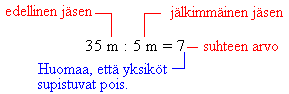 edellinen jäsen
jälkimmäinen jäsen
35 m : 5 m = 7
suhteen arvo
Huomaa, että yksiköt
supistuvat pois.